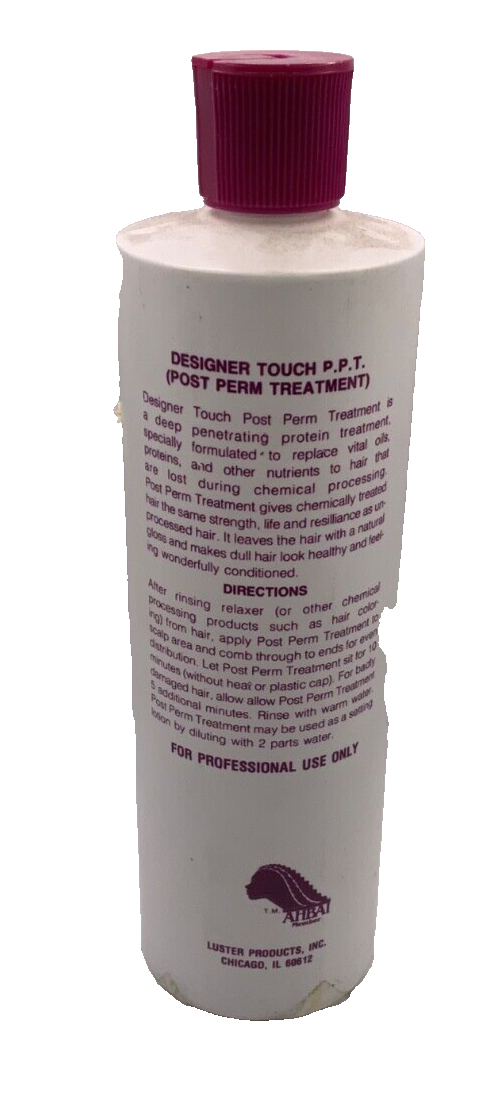 DESIGNER TOUCH P.P.T.
(POST PERM TREATMENT)
Designer Touch Post Perm Treatment is
a deep penetrating protein treatment,
specially formulated to replace vital oils,
proteins, and other nutrients to hair that
are lost during chemical processing.
Post Perm Treatment gives chemically treated
hair the same strength, life and resilliance as un-
processed hair. It leaves the hair with a natural
gloss and makes dull hair look healthy and feel-
ing wonderfully conditioned.
DIRECTIONS
After rinsing relaxer (or other chemical
processing products such as hair color-
ing) from hair, apply Post Perm Treatment to
scalp area and comb through to ends for even
distribution. Let Post Perm Treatment sit for 10
minutes (without heat or plastic cap). For badly
damaged hair, allow allow Post Perm Treatment
5 additional minutes. Rinse with warm water.
Post Perm Treatment may be used as a setting
lotion by diluting with 2 parts water.
FOR PROFESSIONAL USE ONLY
T.M. AHBAI
Member
LUSTER PRODUCTS, INC.
CHICAGO, IL 60612